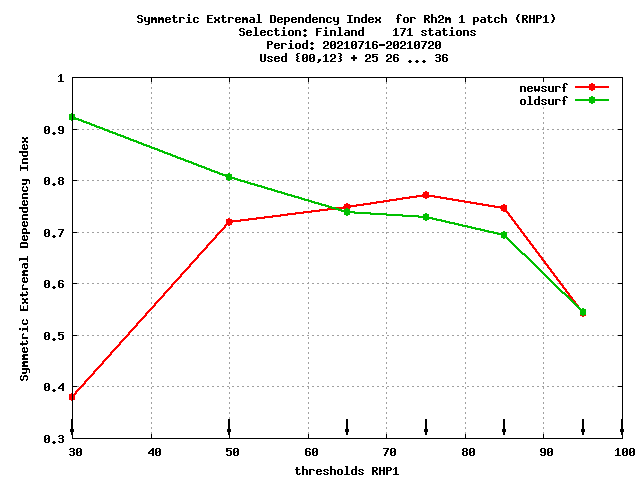 Symmetric Extremal Dependency Index  for Rh2m 1 patch (RHP1)
Selection: Finland    171 stations
Period: 20210716-20210720
Used {00,12} + 25 26 ... 36
newsurf
oldsurf
Symmetric Extremal Dependency Index
1
0.9
0.8
0.7
0.6
0.5
0.4
0.3
30 40 50 60 70 80 90 100
thresholds RHP1